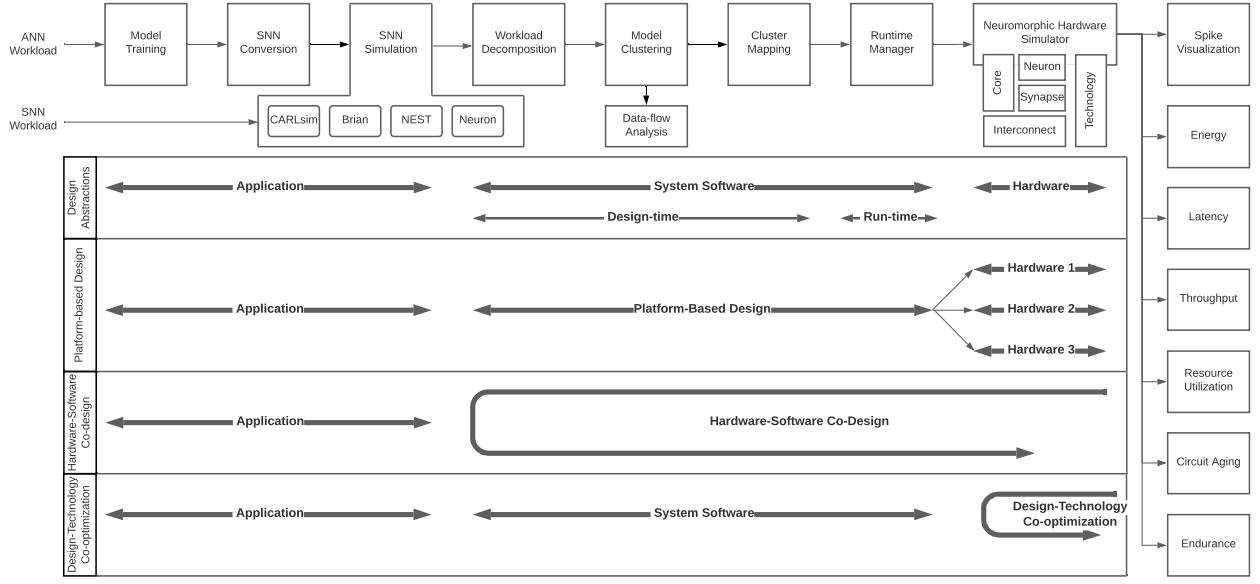 ANN
Workload
Model
Training
SNN
Conversion
SNN
Simulation
Workload
Decomposition
Model
Clustering
Cluster
Mapping
Runtime
Manager
Neuromorphic Hardware
Simulator
Core
Neuron
Synapse
Technology
Interconnect
Spike
Visualization
SNN
Workload
CARLsim
Brian
NEST
Neuron
Data-flow
Analysis
Energy
Latency
Throughput
Resource
Utilization
Circuit Aging
Endurance
Design
Abstractions
Application
System Software
Hardware
Design-time
Run-time
Platform-based Design
Application
Platform-Based Design
Hardware 1
Hardware 2
Hardware 3
Hardware-Software
Co-design
Application
Hardware-Software Co-Design
Design-Technology
Co-optimization
Application
System Software
Design-Technology
Co-optimization